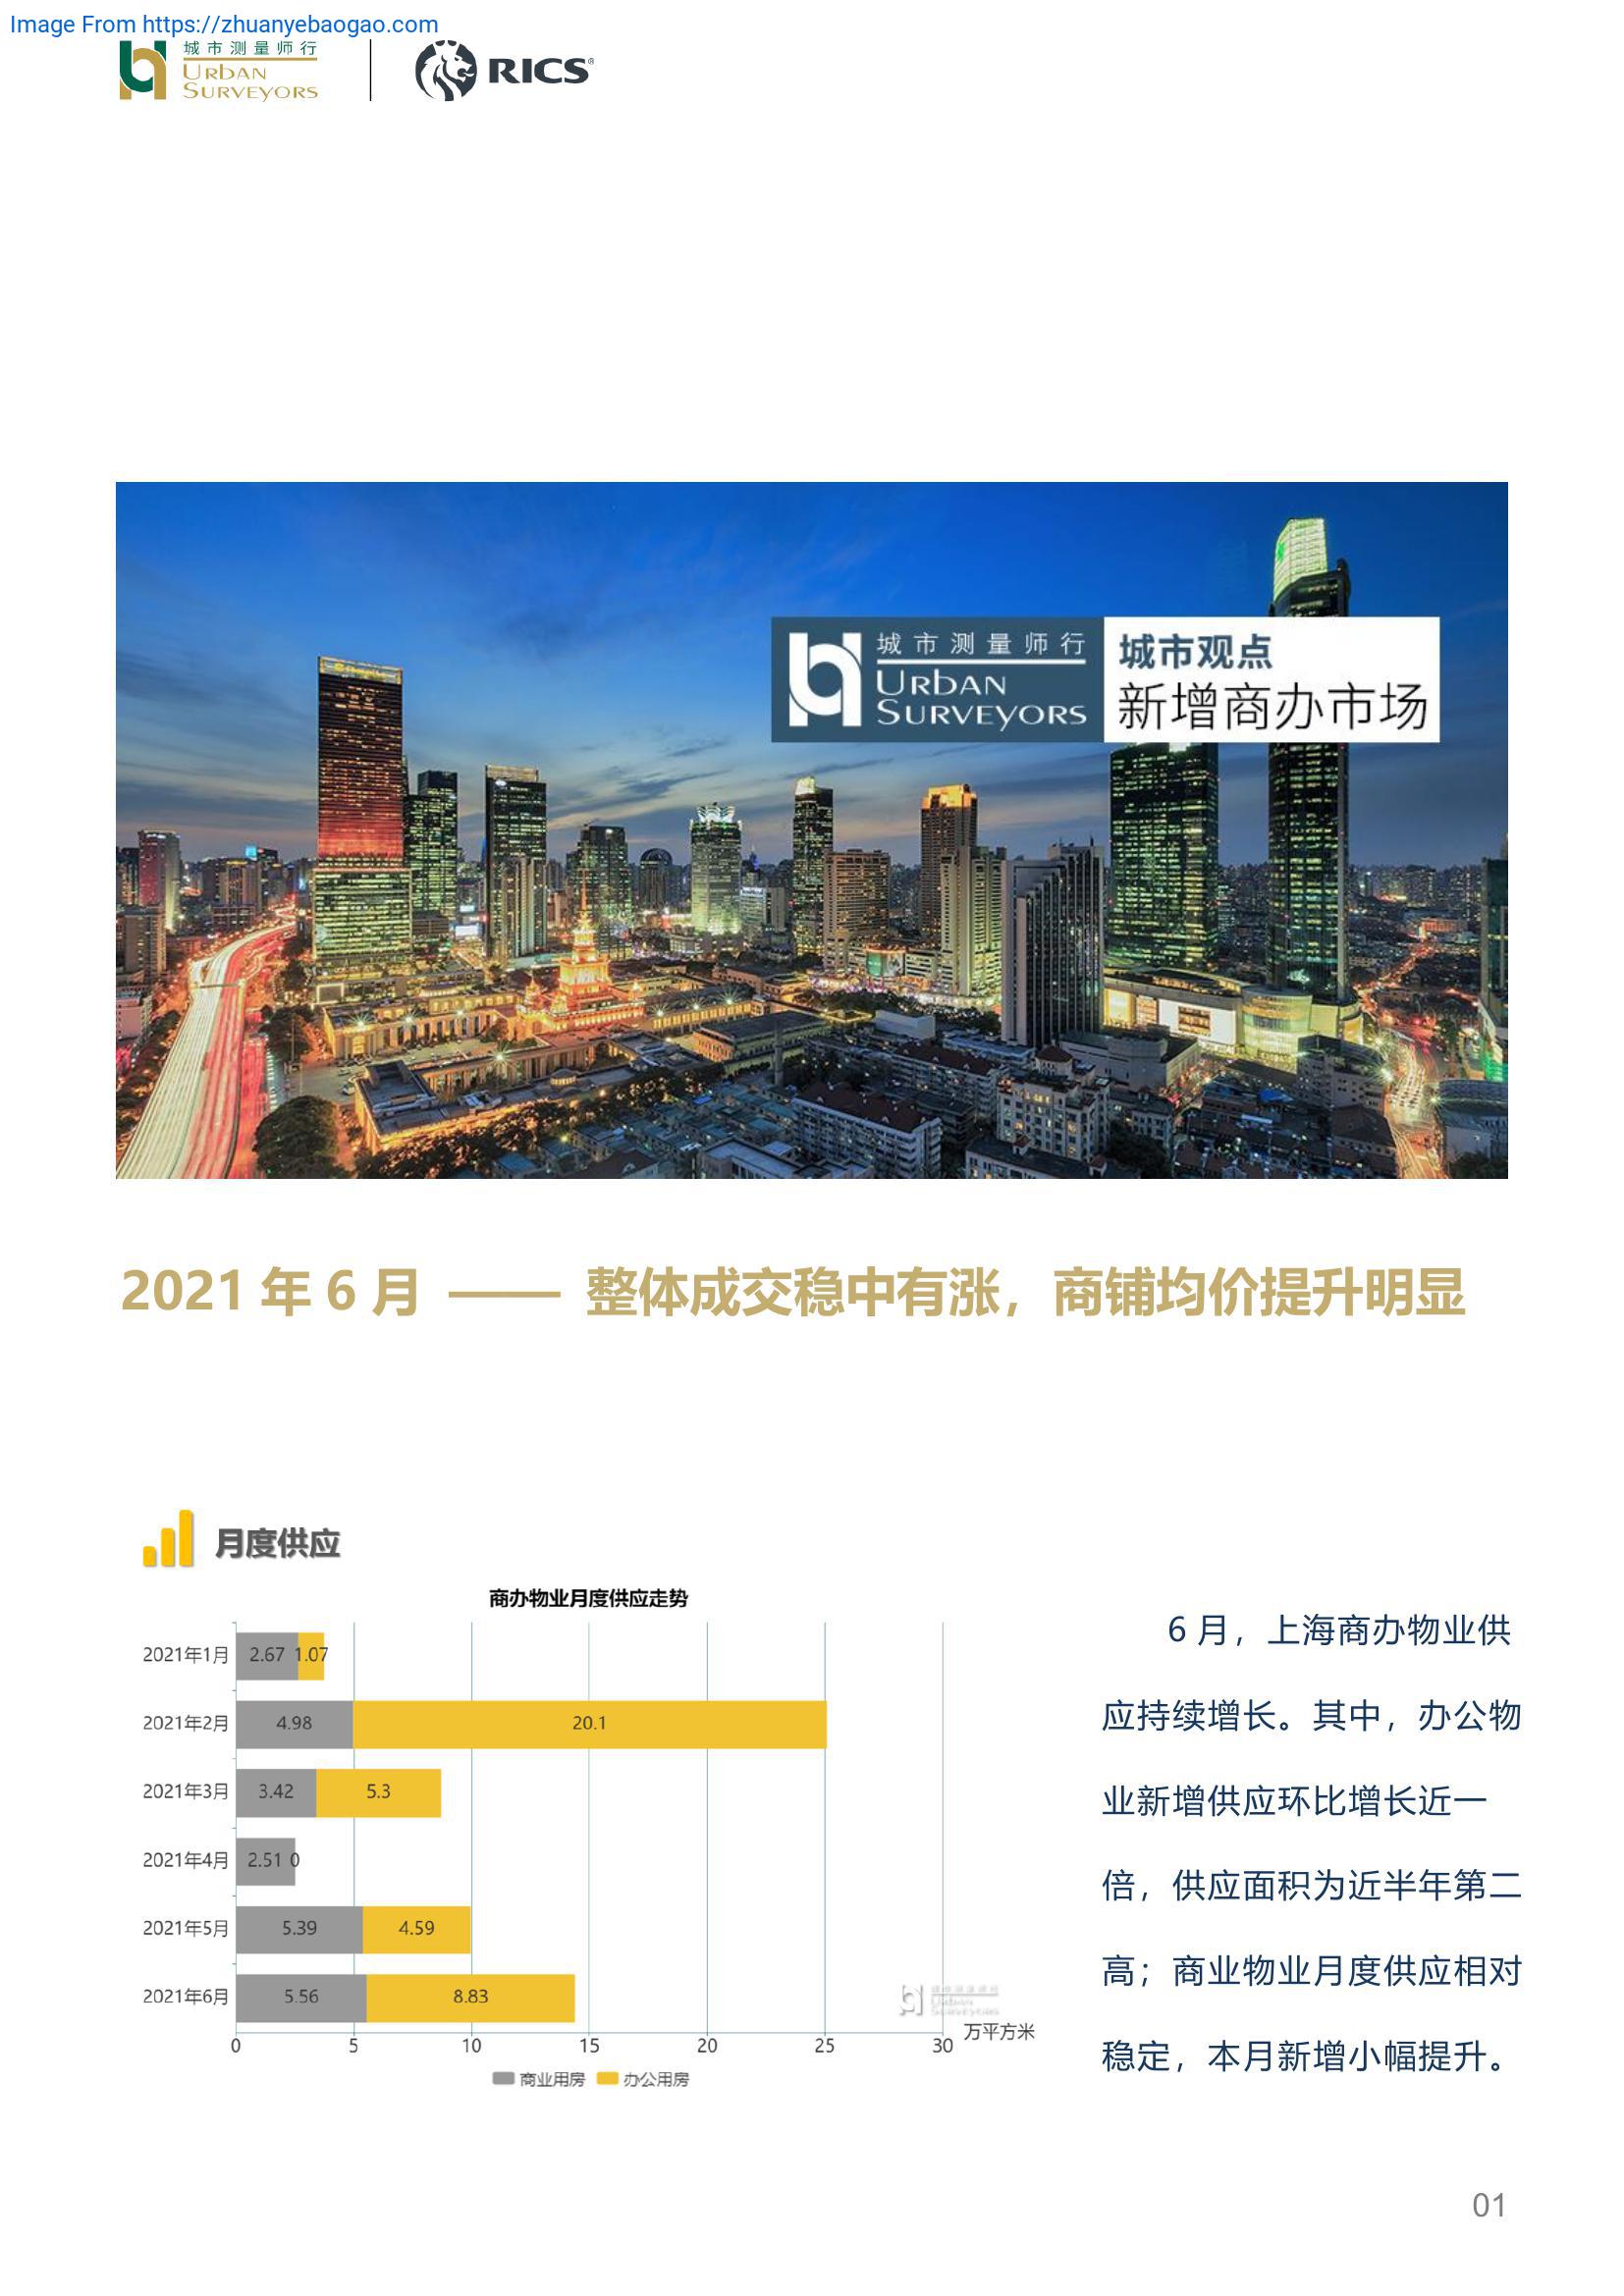 Image From https://zhuanyebaogao.com
城市测量师行
URBAN
SURVEYORS
RICS®
城市测量师行
URBAN
SURVEYORS
城市观点
新增商办市场
2021 年 6 月 —— 整体成交稳中有涨，商铺均价提升明显
月度供应
商办物业月度供应走势
2021年1月 2.67 1.07
2021年2月 4.98 20.1
2021年3月 3.42 5.3
2021年4月 2.51 0
2021年5月 5.39 4.59
2021年6月 5.56 8.83
城市测量师行
URBAN
SURVEYORS
0 5 10 15 20 25 30 万平方米
商业用房 办公用房
6 月，上海商办物业供
应持续增长。其中，办公物
业新增供应环比增长近一
倍，供应面积为近半年第二
高；商业物业月度供应相对
稳定，本月新增小幅提升。
01